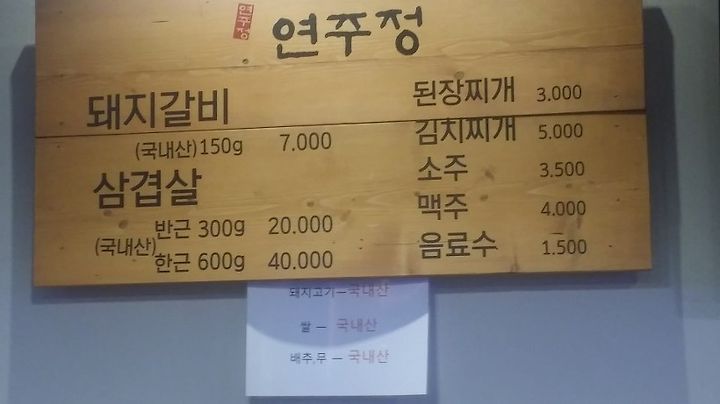 연주정
연주정
돼지갈비
(국내산)150g 7.000
삼겹살
(국내산)
반근 300g 20.000
한근 600g 40.000
된장찌개 3.000
김치찌개 5.000
소주 3.500
맥주 4.000
음료수 1.500
돼지고기—국내산
쌀 — 국내산
배추,무 — 국내산